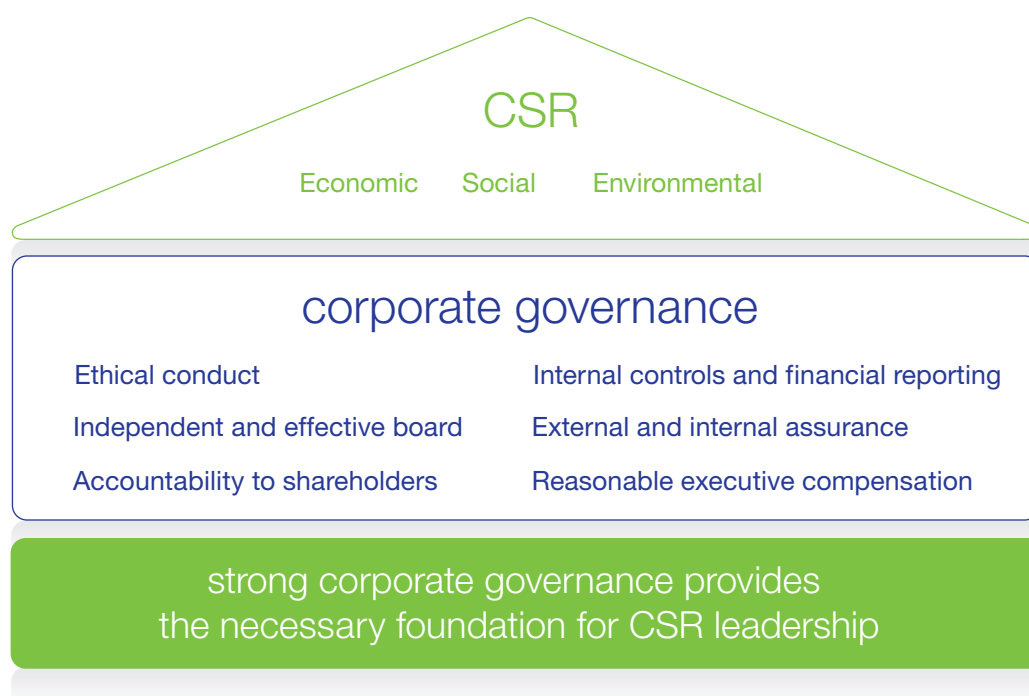 CSR
Economic Social Environmental
corporate governance
Ethical conduct
Independent and effective board
Accountability to shareholders
Internal controls and financial reporting
External and internal assurance
Reasonable executive compensation
strong corporate governance provides
the necessary foundation for CSR leadership